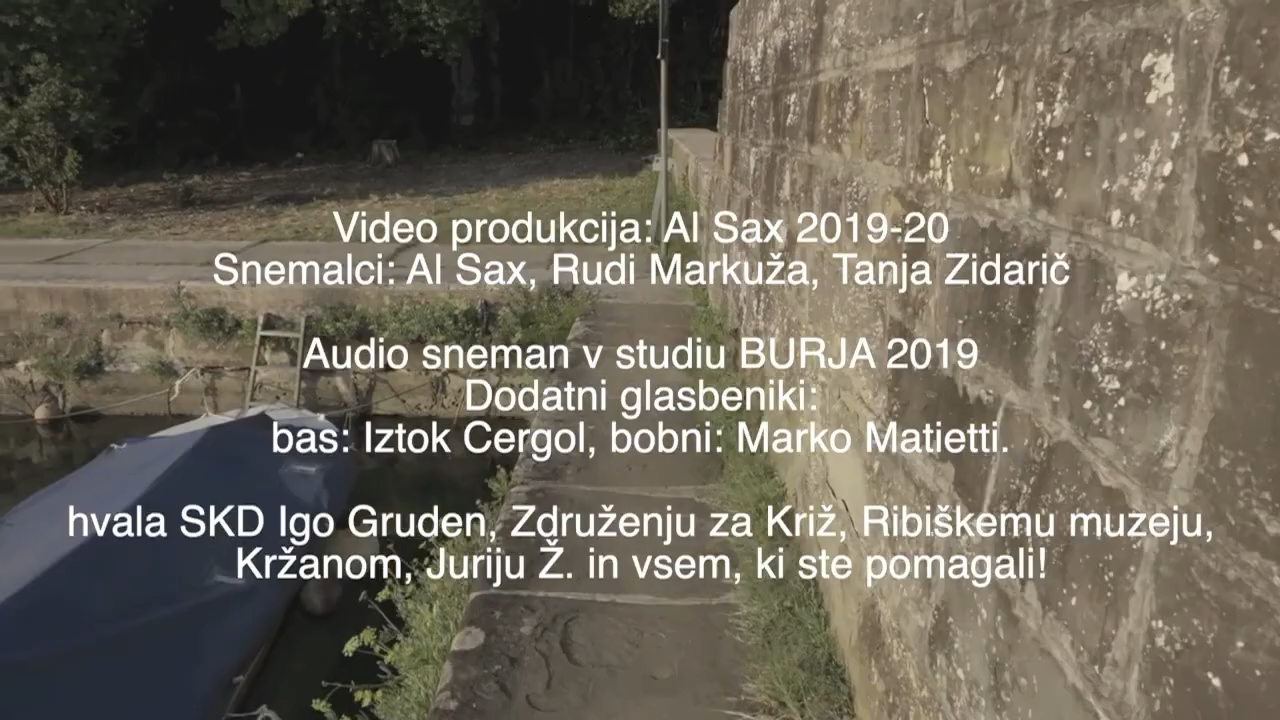 Video produkcija: Al Sax 2019-20
Snemalci: Al Sax, Rudi Markuža, Tanja Zidarič
Audio sneman v studiu BURJA 2019
Dodatni glasbeniki:
bas: Iztok Cergol, bobni: Marko Matietti.
hvala SKD Igo Gruden, Združenju za Križ, Ribiškemu muzeju,
Kržanom, Juriju Ž. in vsem, ki ste pomagali!